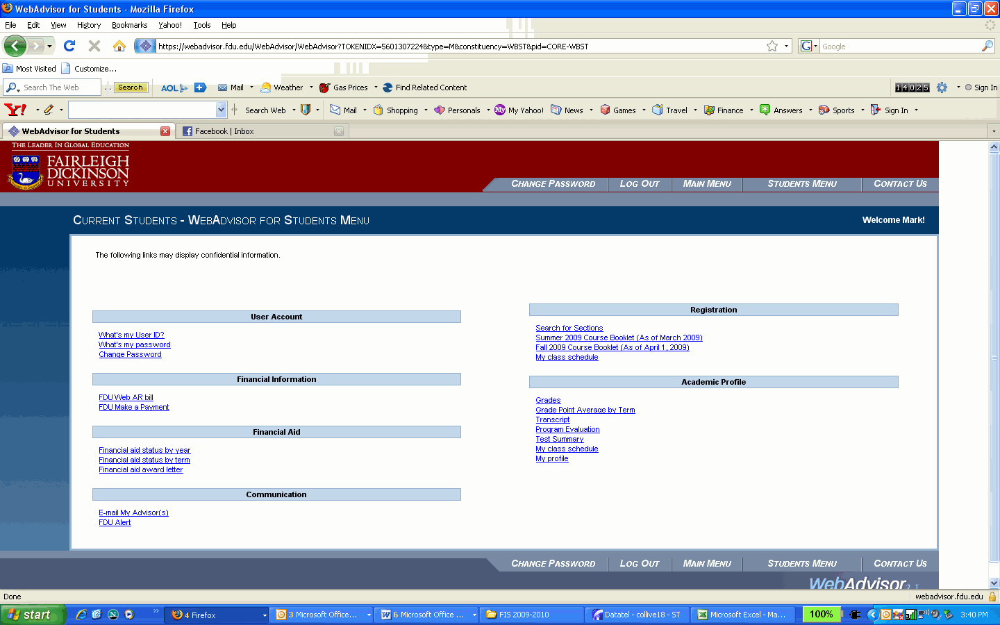 WebAdvisor for Students - Mozilla Firefox
File Edit View History Bookmarks Yahoo! Tools Help
https://webadvisor.fdu.edu/WebAdvisor/WebAdvisor?TOKENIDX=5601307224&type=M&constituency=WBST&pid=CORE-WBST
G Google
Most Visited Customize...
Search The Web Search AOL Mail Weather Gas Prices Find Related Content 14025 Sign In
Y! Search Web Mail Shopping Personals My My Yahoo! News Games Travel Finance Answers Sports Sign In
WebAdvisor for Students Facebook | Inbox
THE LEADER IN GLOBAL EDUCATION
FAIRLEIGH
DICKINSON
UNIVERSITY
CHANGE PASSWORD LOG OUT MAIN MENU STUDENTS MENU CONTACT US
CURRENT STUDENTS - WEBADVISOR FOR STUDENTS MENU Welcome Mark!
The following links may display confidential information.
User Account
What's my User ID?
What's my password
Change Password
Financial Information
FDU Web AR bill
FDU Make a Payment
Financial Aid
Financial aid status by year
Financial aid status by term
Financial aid award letter
Communication
E-mail My Advisor(s)
FDU Alert
Registration
Search for Sections
Summer 2009 Course Booklet (As of March 2009)
Fall 2009 Course Booklet (As of April 1, 2009)
My class schedule
Academic Profile
Grades
Grade Point Average by Term
Transcript
Program Evaluation
Test Summary
My class schedule
My profile
CHANGE PASSWORD LOG OUT MAIN MENU STUDENTS MENU CONTACT US
WebAdvisor
Done webadvisor.fdu.edu
start 4 Firefox 3 Microsoft Office... 6 Microsoft Office ... FIS 2009-2010 Datatel - collive18 - ST Microsoft Excel - Ma... 100% 3:40 PM